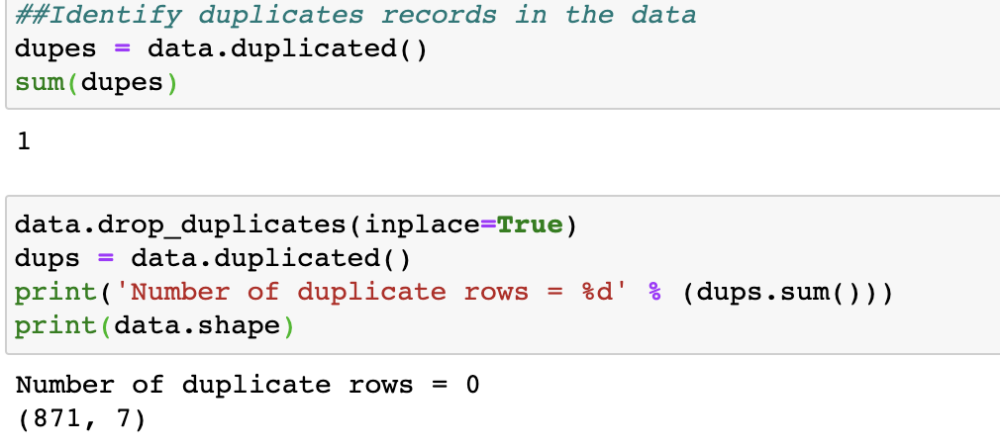 ##Identify duplicates records in the data
dupes = data.duplicated()
sum(dupes)
1
data.drop_duplicates(inplace=True)
dups = data.duplicated()
print('Number of duplicate rows = %d' % (dups.sum()))
print(data.shape)
Number of duplicate rows = 0
(871, 7)